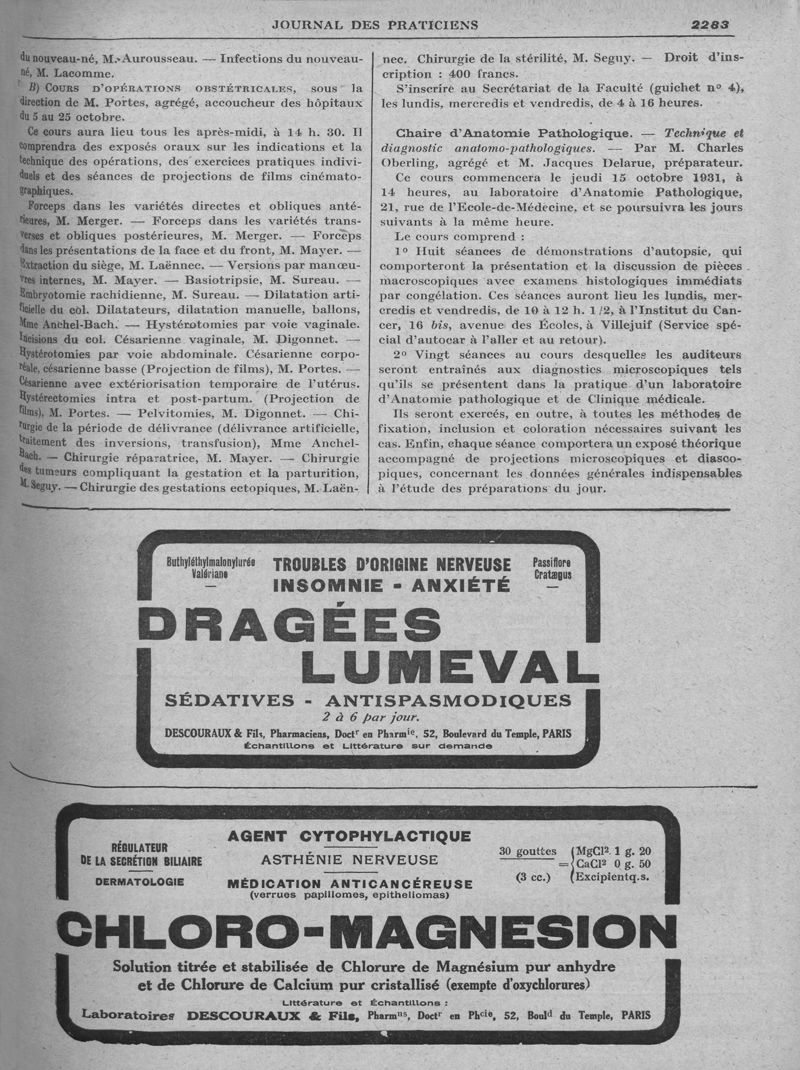 JOURNAL DES PRATICIENS 2283
du nouveau-né, M. Aurousseau. — Infections du nouveau-
né, M. Lacomme.
B) COURS D'OPÉRATIONS OBSTÉTRICALES, sous la
direction de M. Portes, agrégé, accoucheur des hôpitaux
du 5 au 25 octobre.
Ce cours aura lieu tous les après-midi, à 14 h. 30. Il
comprendra des exposés oraux sur les indications et la
technique des opérations, des exercices pratiques indivi-
duels et des séances de projections de films cinémato-
graphiques.
Forceps dans les variétés directes et obliques anté-
rieures, M. Merger. — Forceps dans les variétés trans-
verses et obliques postérieures, M. Merger. — Forceps
dans les présentations de la face et du front, M. Mayer. —
Extraction du siège, M. Laënnec. — Versions par manœu-
vres internes, M. Mayer. — Basiotripsie, M. Sureau. —
Embryotomie rachidienne, M. Sureau. — Dilatation arti-
ficielle du col. Dilatateurs, dilatation manuelle, ballons,
Mme Anchel-Bach. — Hystérotomies par voie vaginale.
Incisions du col. Césarienne vaginale, M. Digonnet. —
Hystérotomies par voie abdominale. Césarienne corpo-
réale, césarienne basse (Projection de films), M. Portes. —
Césarienne avec extériorisation temporaire de l'utérus.
Hystérectomies intra et post-partum. (Projection de
films), M. Portes. — Pelvitomies, M. Digonnet. — Chi-
rurgie de la période de délivrance (délivrance artificielle,
traitement des inversions, transfusion), Mme Anchel-
Bach. — Chirurgie réparatrice, M. Mayer. — Chirurgie
des tumeurs compliquant la gestation et la parturition,
M. Seguy. — Chirurgie des gestations ectopiques, M. Laën-
nec. Chirurgie de la stérilité, M. Seguy. — Droit d'ins-
cription : 400 francs.
S'inscrire au Secrétariat de la Faculté (guichet n° 4),
les lundis, mercredis et vendredis, de 4 à 16 heures.
Chaire d'Anatomie Pathologique. — Technique et
diagnostic anatomo-pathologiques. — Par M. Charles
Oberling, agrégé et M. Jacques Delarue, préparateur.
Ce cours commencera le jeudi 15 octobre 1931, à
14 heures, au laboratoire d'Anatomie Pathologique,
21, rue de l'Ecole-de-Médecine, et se poursuivra les jours
suivants à la même heure.
Le cours comprend :
1° Huit séances de démonstrations d'autopsie, qui
comporteront la présentation et la discussion de pièces
macroscopiques avec examens histologiques immédiats
par congélation. Ces séances auront lieu les lundis, mer-
credis et vendredis, de 10 à 12 h. 1/2, à l'Institut du Can-
cer, 16 bis, avenue des Écoles, à Villejuif (Service spé-
cial d'autocar à l'aller et au retour).
2° Vingt séances au cours desquelles les auditeurs
seront entraînés aux diagnostics microscopiques tels
qu'ils se présentent dans la pratique d'un laboratoire
d'Anatomie pathologique et de Clinique médicale.
Ils seront exercés, en outre, à toutes les méthodes de
fixation, inclusion et coloration nécessaires suivant les
cas. Enfin, chaque séance comportera un exposé théorique
accompagné de projections microscopiques et diasco-
piques, concernant les données générales indispensables
à l'étude des préparations du jour.
Buthyléthylmalonylurée
Valériane
TROUBLES D'ORIGINE NERVEUSE
INSOMNIE - ANXIÉTÉ
Passiflore
Cratægus
DRAGÉES
LUMEVAL
SÉDATIVES - ANTISPASMODIQUES
2 à 6 par jour.
DESCOURAUX & Fils, Pharmaciens, Doctr en Pharmie, 52, Boulevard du Temple, PARIS
Échantillons et Littérature sur demande
RÉGULATEUR
DE LA SECRÉTION BILIAIRE
DERMATOLOGIE
AGENT CYTOPHYLACTIQUE
ASTHÉNIE NERVEUSE
MÉDICATION ANTICANCÉREUSE
(verrues papillomes, epitheliomas)
30 gouttes
(3 cc.)
= { MgCl2. 1 g. 20
CaCl2 0 g. 50
Excipient q.s.
CHLORO-MAGNESION
Solution titrée et stabilisée de Chlorure de Magnésium pur anhydre
et de Chlorure de Calcium pur cristallisé (exempte d'oxychlorures)
Littérature et Échantillons :
Laboratoires DESCOURAUX & Fils, Pharmns, Doctr en Phcie, 52, Bould du Temple, PARIS